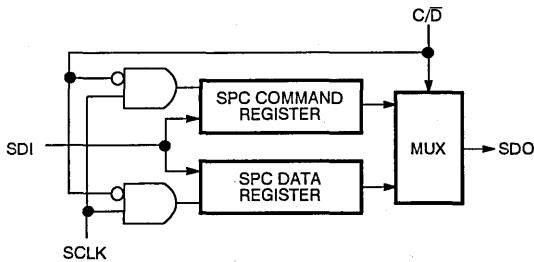 C/D̅
SPC COMMAND
REGISTER
SDI
MUX
SDO
SPC DATA
REGISTER
SCLK